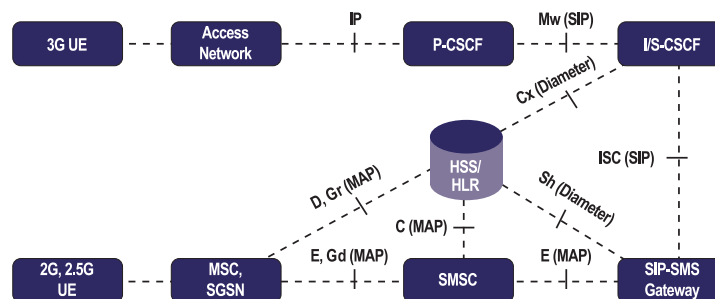 IP
Mw (SIP)
3G UE
Access
Network
P-CSCF
I/S-CSCF
Cx (Diameter)
HSS/
HLR
ISC (SIP)
D, Gr (MAP)
Sh (Diameter)
C (MAP)
E, Gd (MAP)
E (MAP)
2G, 2.5G
UE
MSC,
SGSN
SMSC
SIP-SMS
Gateway